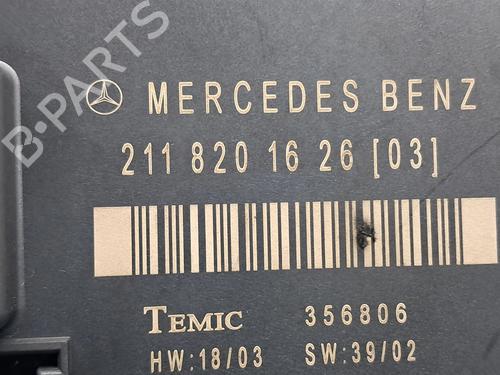 B-PARTS
MERCEDES BENZ
211 820 16 26 [03]
TEMIC 356806
HW:18/03 SW:39/02